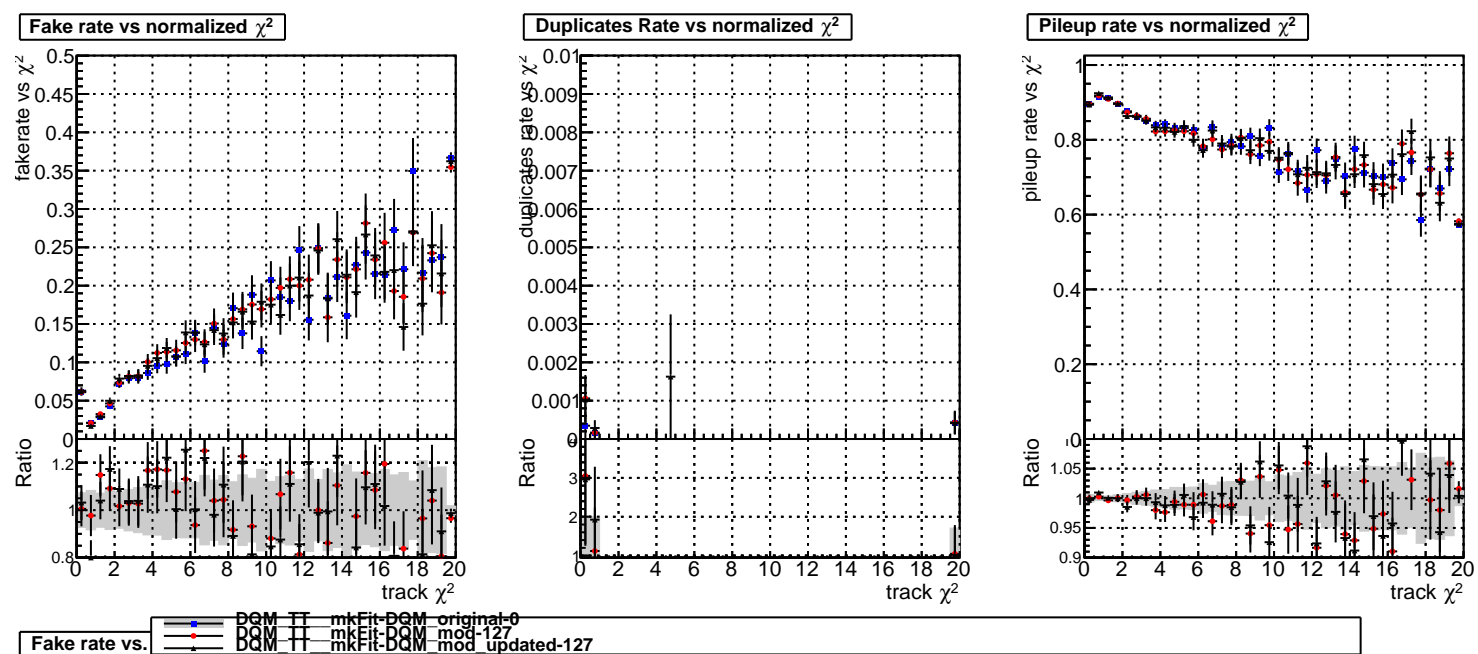 Fake rate vs normalized χ²
Duplicates Rate vs normalized χ²
Pileup rate vs normalized χ²
fakerate vs χ²
0.5
0.45
0.4
0.35
0.3
0.25
0.2
0.15
0.1
0.05
0
Ratio
1.2
1
0.8
0 2 4 6 8 10 12 14 16 18 20
track χ²
duplicates rate vs χ²
0.01
0.009
0.008
0.007
0.006
0.005
0.004
0.003
0.002
0.001
0
Ratio
3
2
1
0 2 4 6 8 10 12 14 16 18 20
track χ²
pileup rate vs χ²
1
0.8
0.6
0.4
0.2
0
Ratio
1.05
1
0.95
0.9
0 2 4 6 8 10 12 14 16 18 20
track χ²
DQM_TT__mkFit-DQM_original-0
DQM_TT__mkFit-DQM_mod-127
DQM_TT__mkFit-DQM_mod_updated-127
Fake rate vs.